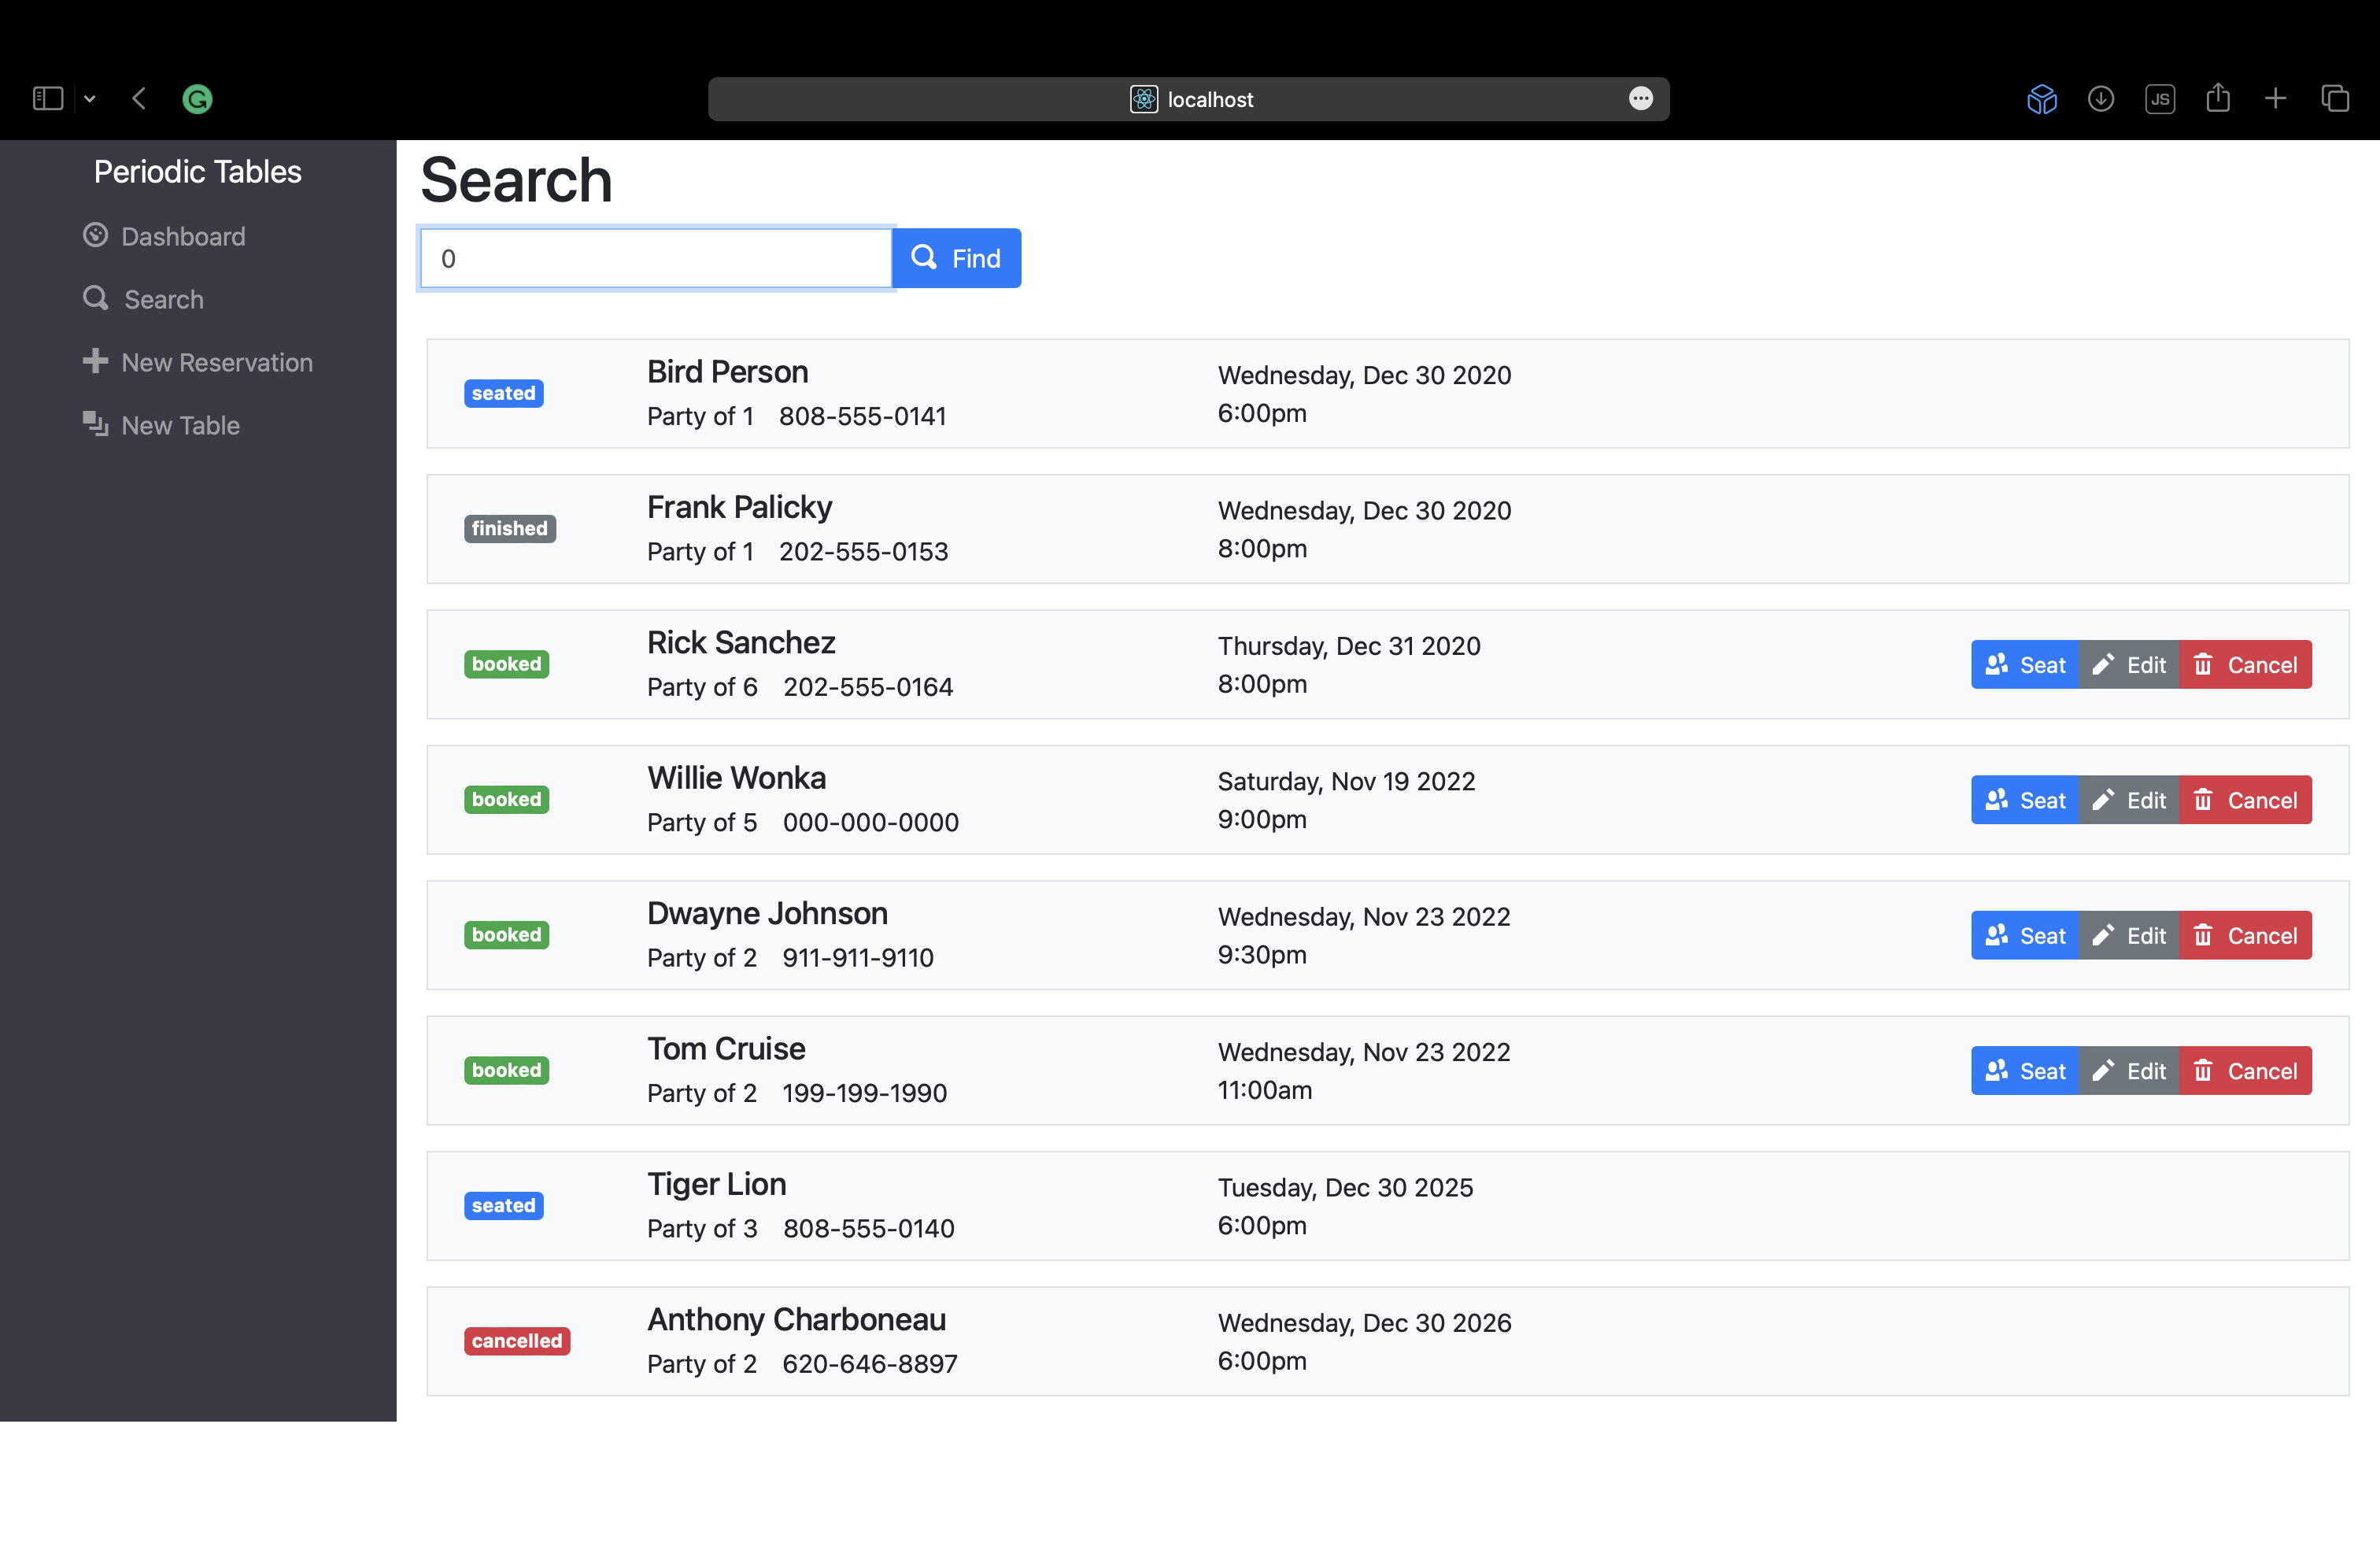 localhost
JS
Periodic Tables
Dashboard
Search
New Reservation
New Table
Search
0
Find
seated
Bird Person
Party of 1 808-555-0141
Wednesday, Dec 30 2020
6:00pm
finished
Frank Palicky
Party of 1 202-555-0153
Wednesday, Dec 30 2020
8:00pm
booked
Rick Sanchez
Party of 6 202-555-0164
Thursday, Dec 31 2020
8:00pm
Seat Edit Cancel
booked
Willie Wonka
Party of 5 000-000-0000
Saturday, Nov 19 2022
9:00pm
Seat Edit Cancel
booked
Dwayne Johnson
Party of 2 911-911-9110
Wednesday, Nov 23 2022
9:30pm
Seat Edit Cancel
booked
Tom Cruise
Party of 2 199-199-1990
Wednesday, Nov 23 2022
11:00am
Seat Edit Cancel
seated
Tiger Lion
Party of 3 808-555-0140
Tuesday, Dec 30 2025
6:00pm
cancelled
Anthony Charboneau
Party of 2 620-646-8897
Wednesday, Dec 30 2026
6:00pm